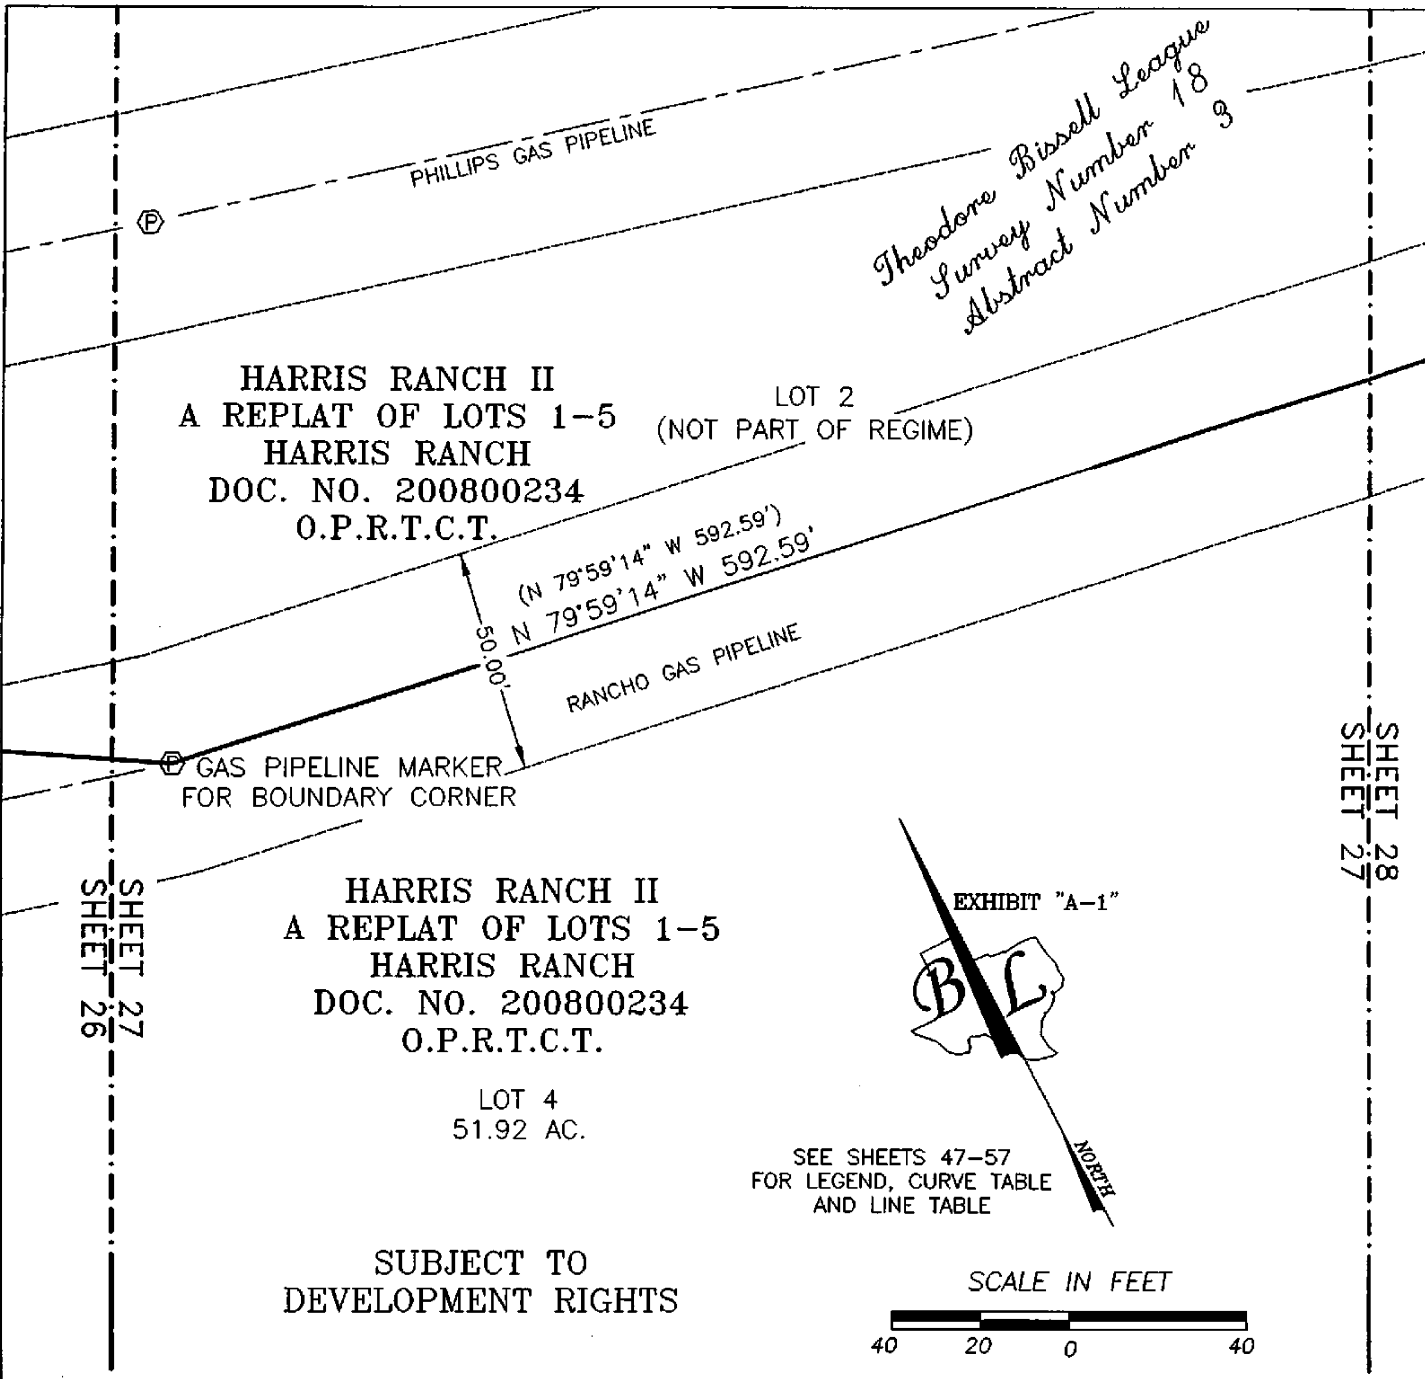 Theodore Bissell League
Survey Number 18
Abstract Number 3
PHILLIPS GAS PIPELINE
P
HARRIS RANCH II
A REPLAT OF LOTS 1-5
HARRIS RANCH
DOC. NO. 200800234
O.P.R.T.C.T.
LOT 2
(NOT PART OF REGIME)
(N 79°59'14" W 592.59')
N 79°59'14" W 592.59'
50.00'
RANCHO GAS PIPELINE
P
GAS PIPELINE MARKER
FOR BOUNDARY CORNER
SHEET 28
SHEET 27
SHEET 27
SHEET 26
HARRIS RANCH II
A REPLAT OF LOTS 1-5
HARRIS RANCH
DOC. NO. 200800234
O.P.R.T.C.T.
LOT 4
51.92 AC.
EXHIBIT "A-1"
B L
NORTH
SEE SHEETS 47-57
FOR LEGEND, CURVE TABLE
AND LINE TABLE
SUBJECT TO
DEVELOPMENT RIGHTS
SCALE IN FEET
40 20 0 40